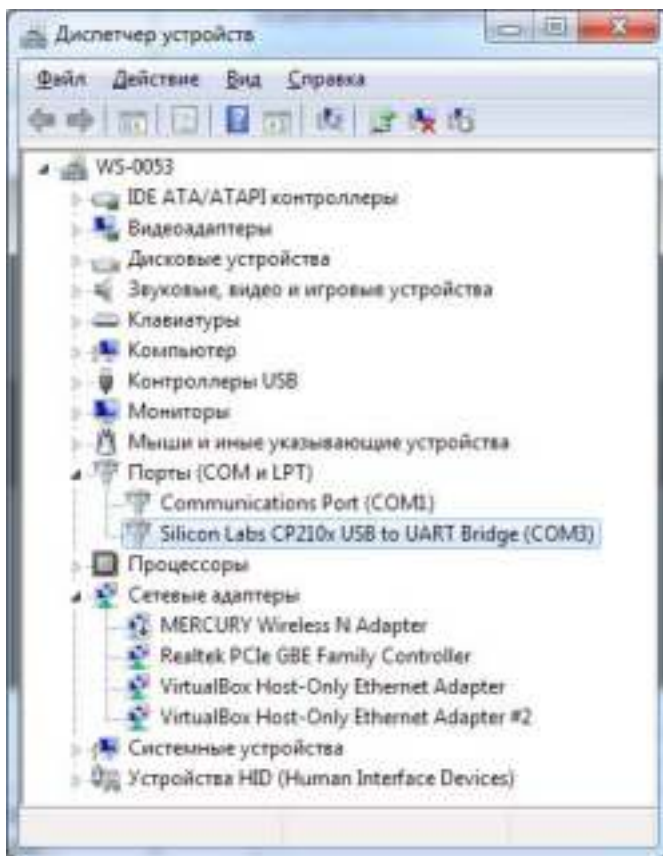 Диспетчер устройств
Файл Действие Вид Справка
WS-0053
IDE ATA/ATAPI контроллеры
Видеоадаптеры
Дисковые устройства
Звуковые, видео и игровые устройства
Клавиатуры
Компьютер
Контроллеры USB
Мониторы
Мыши и иные указывающие устройства
Порты (COM и LPT)
Communications Port (COM1)
Silicon Labs CP210x USB to UART Bridge (COM3)
Процессоры
Сетевые адаптеры
MERCURY Wireless N Adapter
Realtek PCIe GBE Family Controller
VirtualBox Host-Only Ethernet Adapter
VirtualBox Host-Only Ethernet Adapter #2
Системные устройства
Устройства HID (Human Interface Devices)